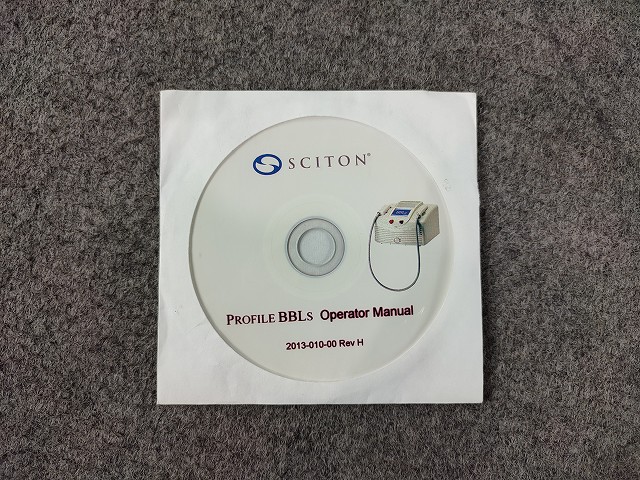 SCITON®
PROFILE BBLS Operator Manual
2013-010-00 Rev H